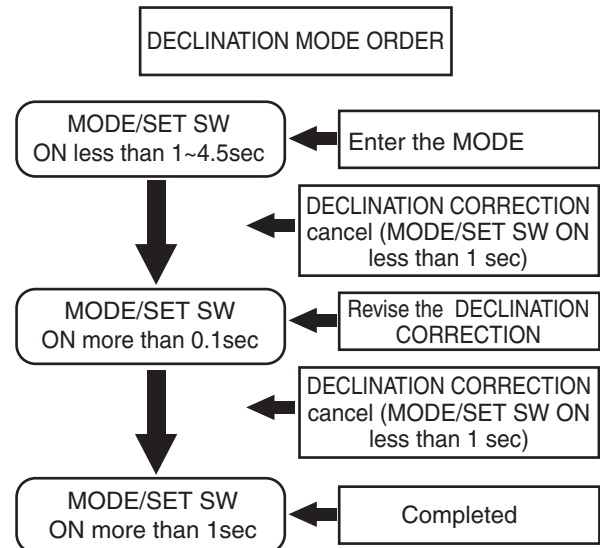 DECLINATION MODE ORDER
MODE/SET SW
ON less than 1~4.5sec
Enter the MODE
DECLINATION CORRECTION
cancel (MODE/SET SW ON
less than 1 sec)
MODE/SET SW
ON more than 0.1sec
Revise the DECLINATION
CORRECTION
DECLINATION CORRECTION
cancel (MODE/SET SW ON
less than 1 sec)
MODE/SET SW
ON more than 1sec
Completed